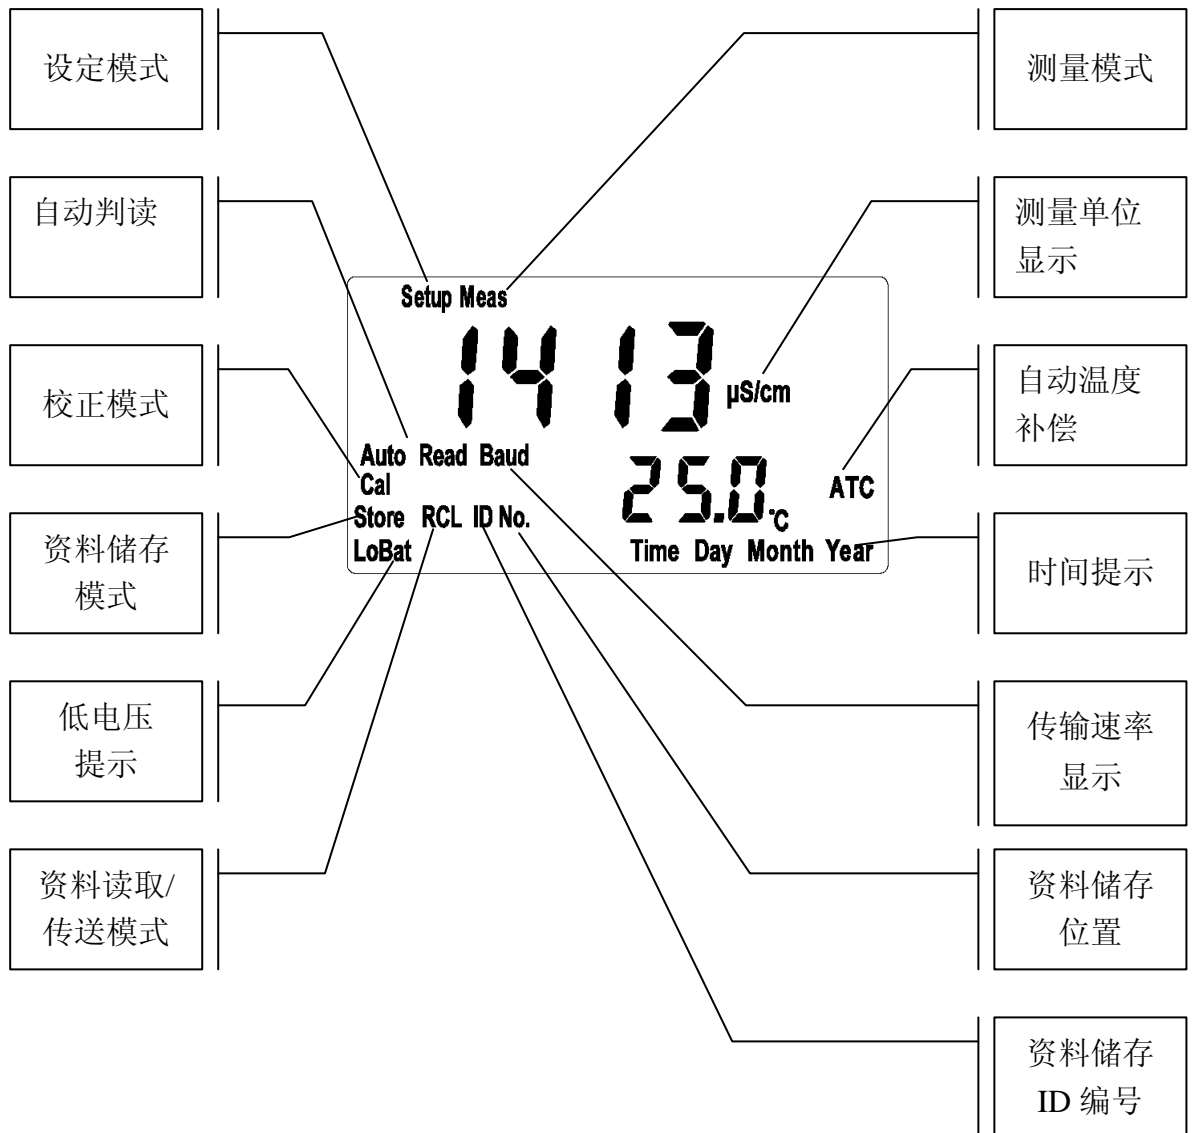 设定模式
测量模式
自动判读
测量单位
显示
Setup Meas
1413 µS/cm
校正模式
自动温度
补偿
Auto Read Baud
Cal
25.0 °C
ATC
Store RCL ID No.
LoBat
Time Day Month Year
资料储存
模式
时间提示
低电压
提示
传输速率
显示
资料读取/
传送模式
资料储存
位置
资料储存
ID 编号